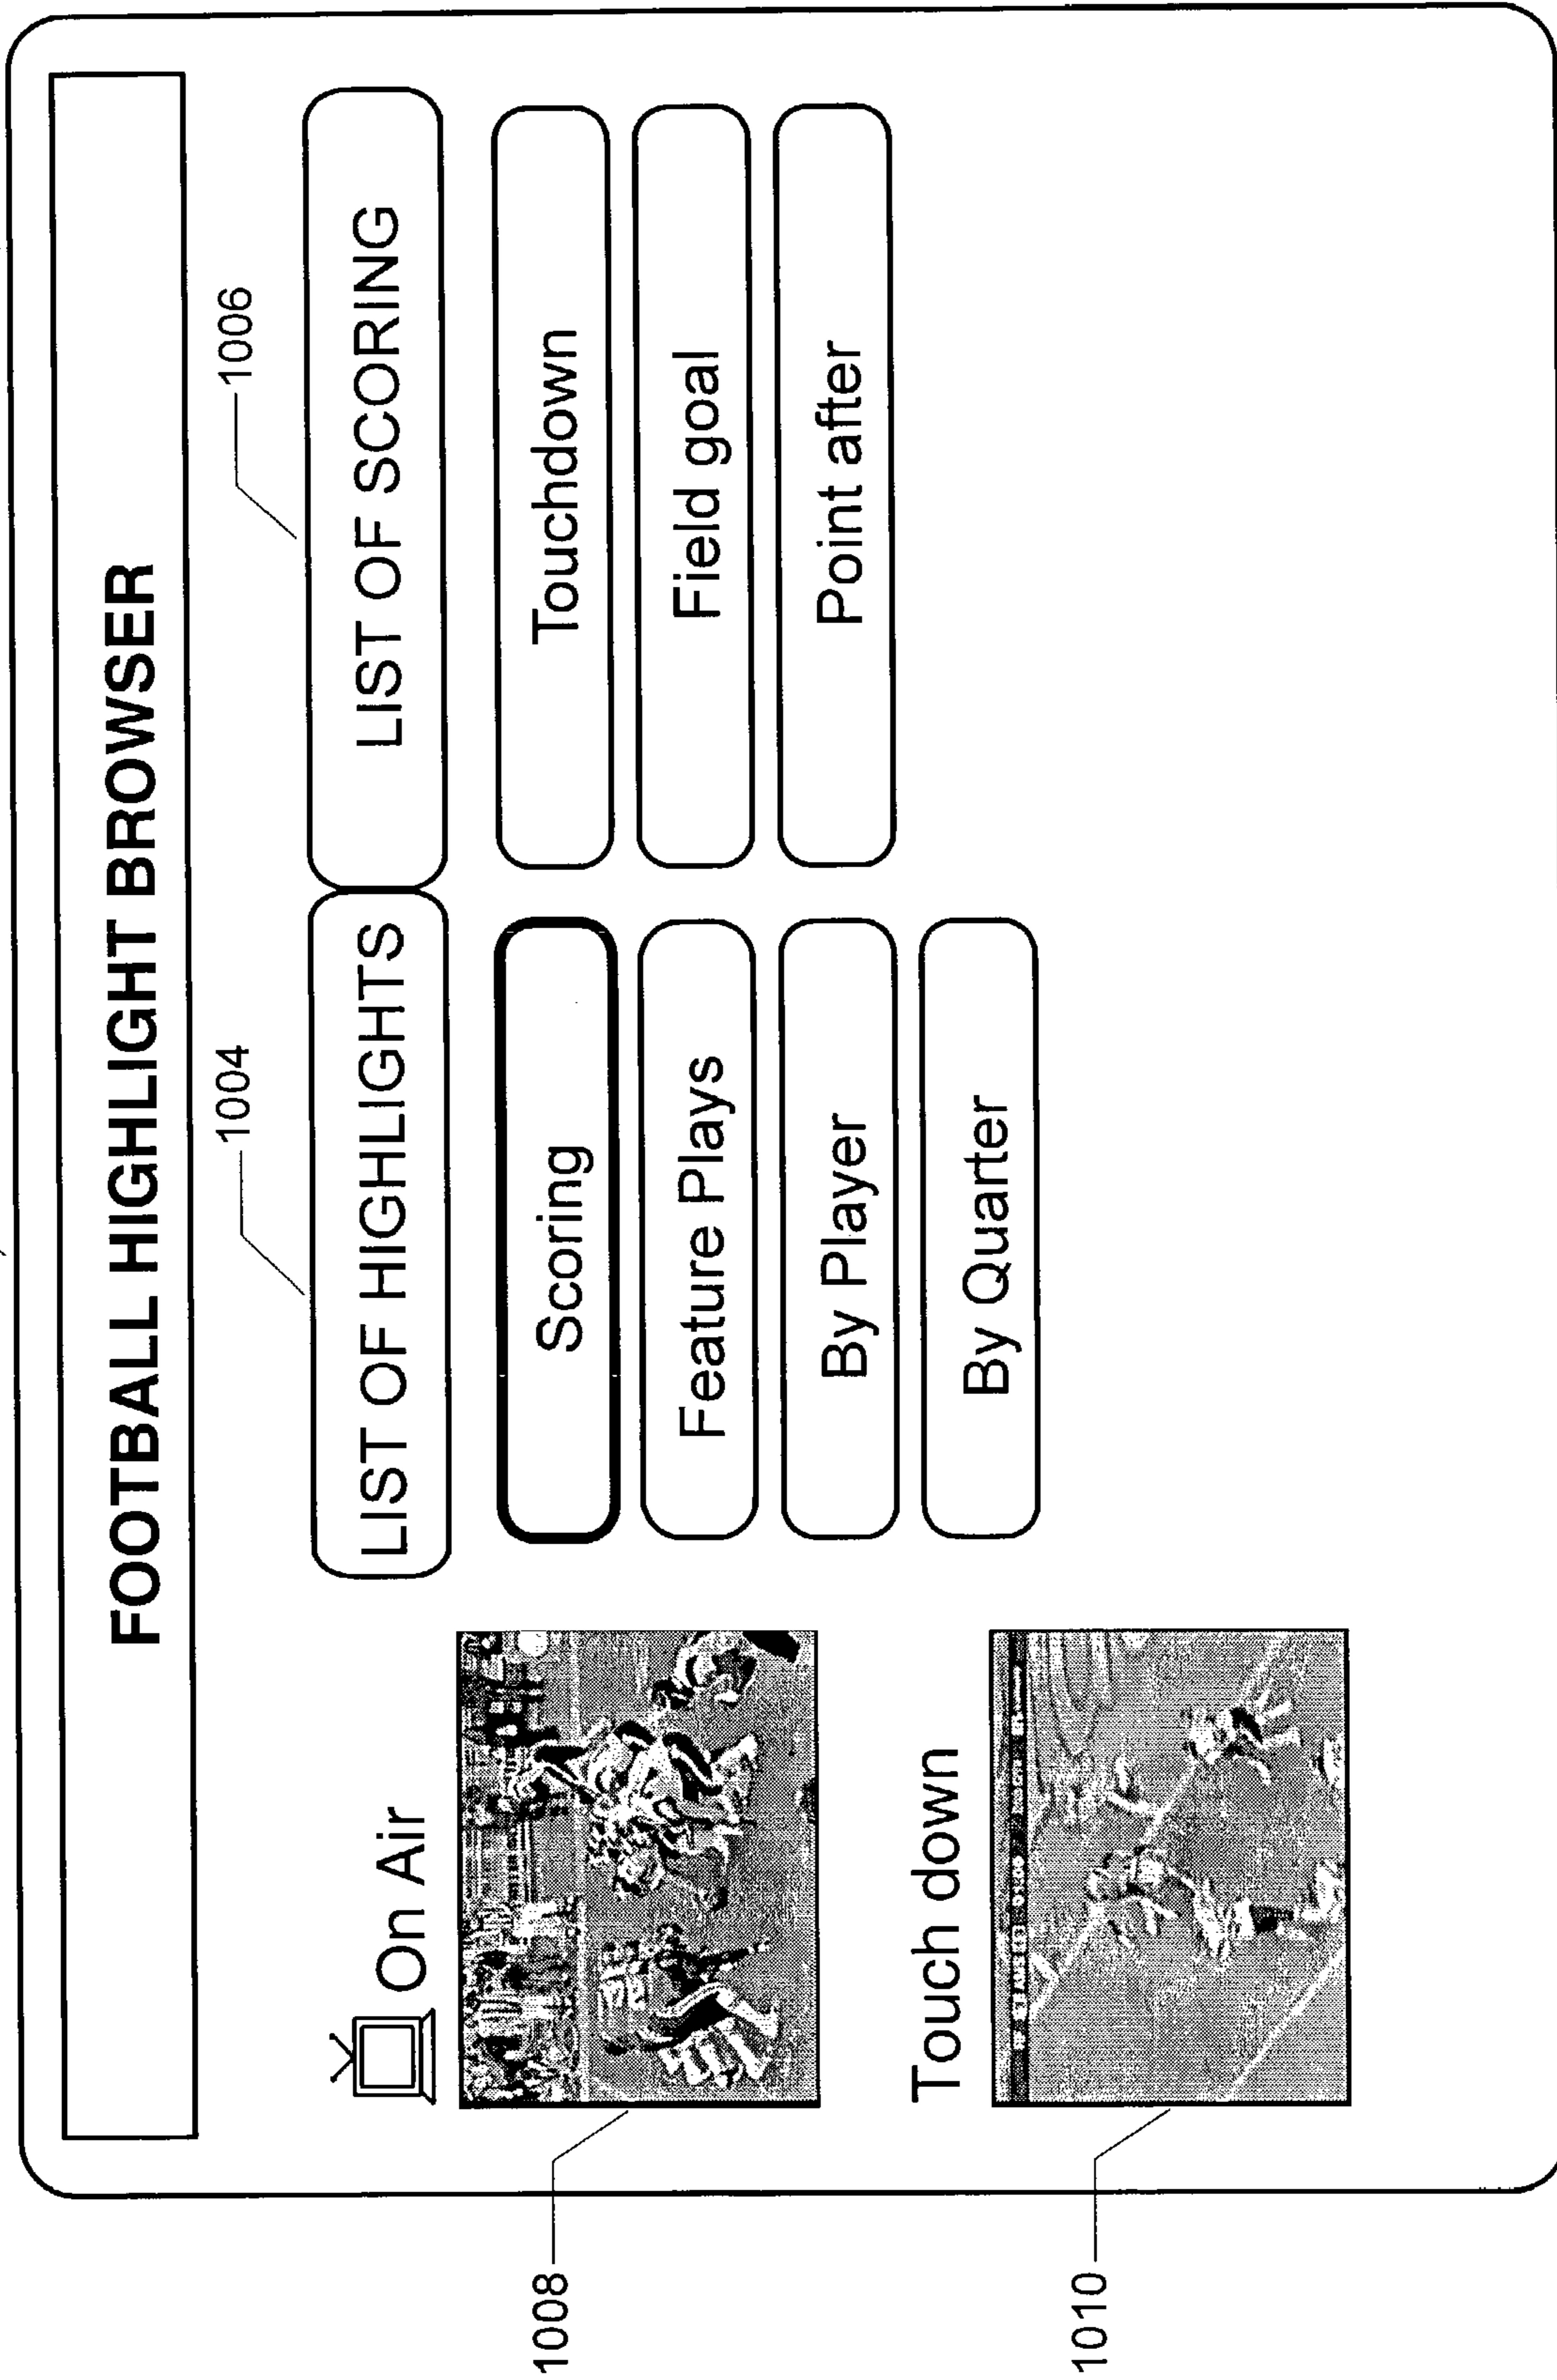 FOOTBALL HIGHLIGHT BROWSER
1004
1006
On Air
LIST OF HIGHLIGHTS
LIST OF SCORING
Scoring
Touchdown
Feature Plays
Field goal
By Player
Point after
By Quarter
1008
Touch down
1010